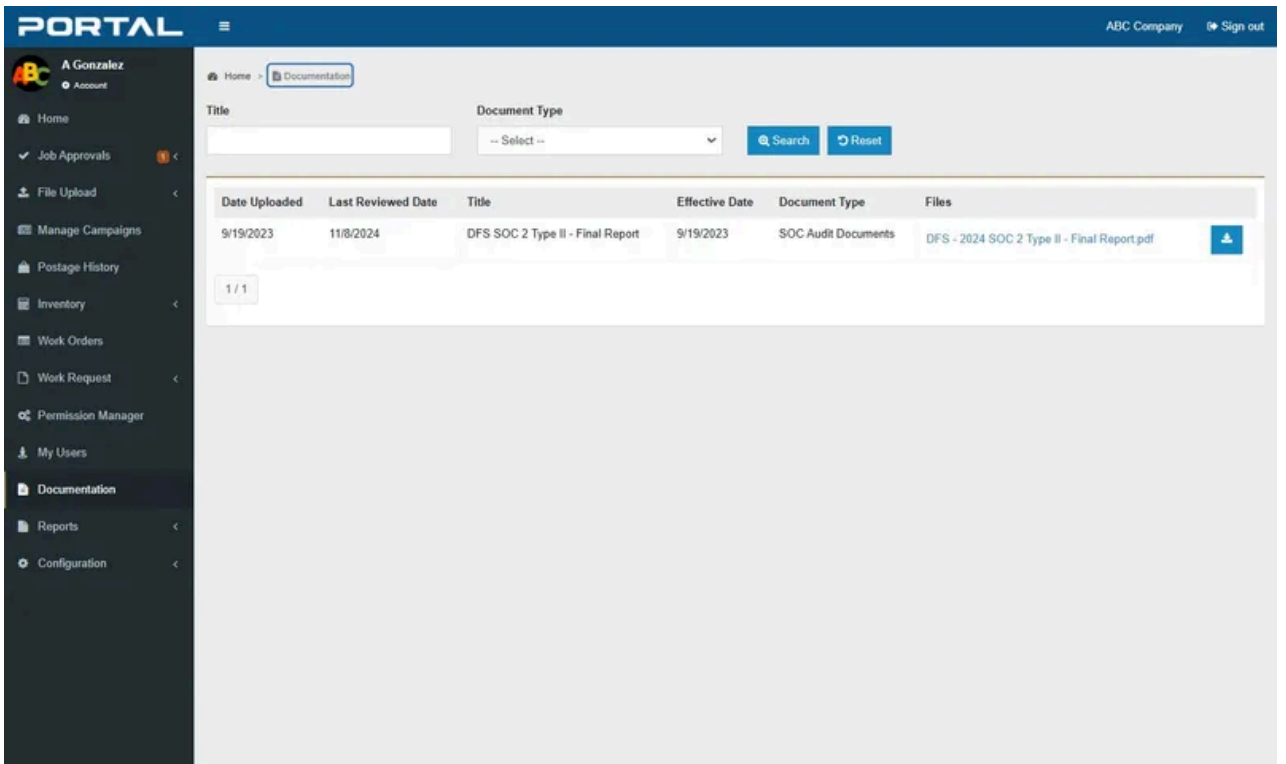 PORTAL
ABC Company Sign out
ABC
A Gonzalez
Account
Home > Documentation
Title Document Type
-- Select -- Search Reset
Home
Job Approvals 1
File Upload
Manage Campaigns
Postage History
Inventory
Work Orders
Work Request
Permission Manager
My Users
Documentation
Reports
Configuration
Date Uploaded Last Reviewed Date Title Effective Date Document Type Files
9/19/2023 11/8/2024 DFS SOC 2 Type II - Final Report 9/19/2023 SOC Audit Documents DFS - 2024 SOC 2 Type II - Final Report.pdf
1 / 1